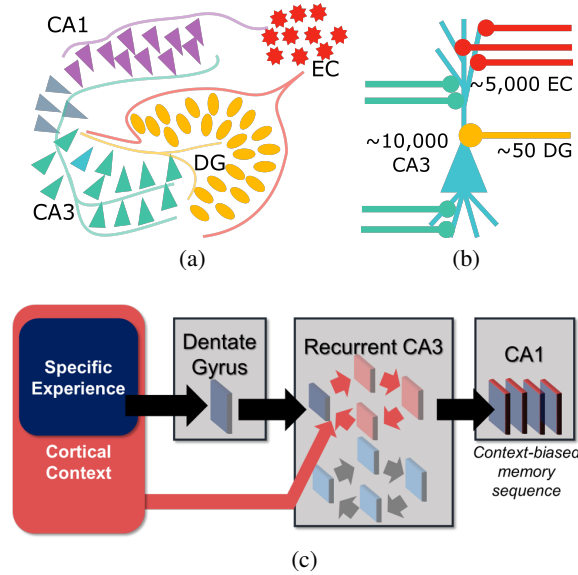 CA1
EC
DG
CA3
(a)
~5,000 EC
~10,000
CA3
~50 DG
(b)
Specific
Experience
Cortical
Context
Dentate
Gyrus
Recurrent CA3
CA1
Context-biased
memory
sequence
(c)